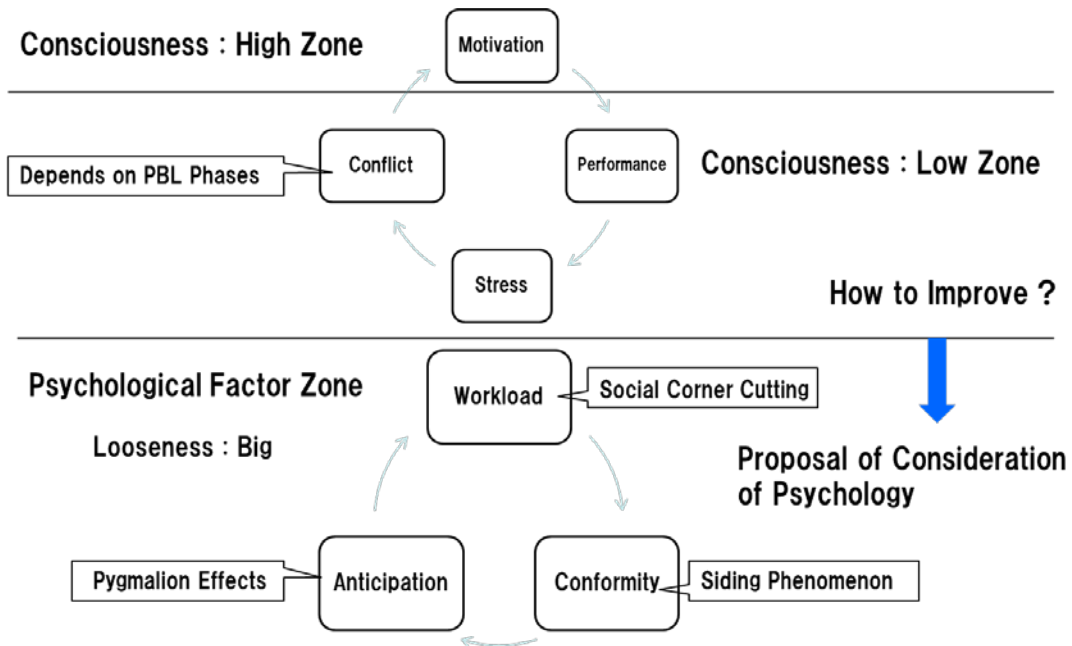 Consciousness : High Zone
Motivation
Depends on PBL Phases
Conflict
Performance
Consciousness : Low Zone
Stress
How to Improve ?
Psychological Factor Zone
Looseness : Big
Workload
Social Corner Cutting
Proposal of Consideration
of Psychology
Pygmalion Effects
Anticipation
Conformity
Siding Phenomenon